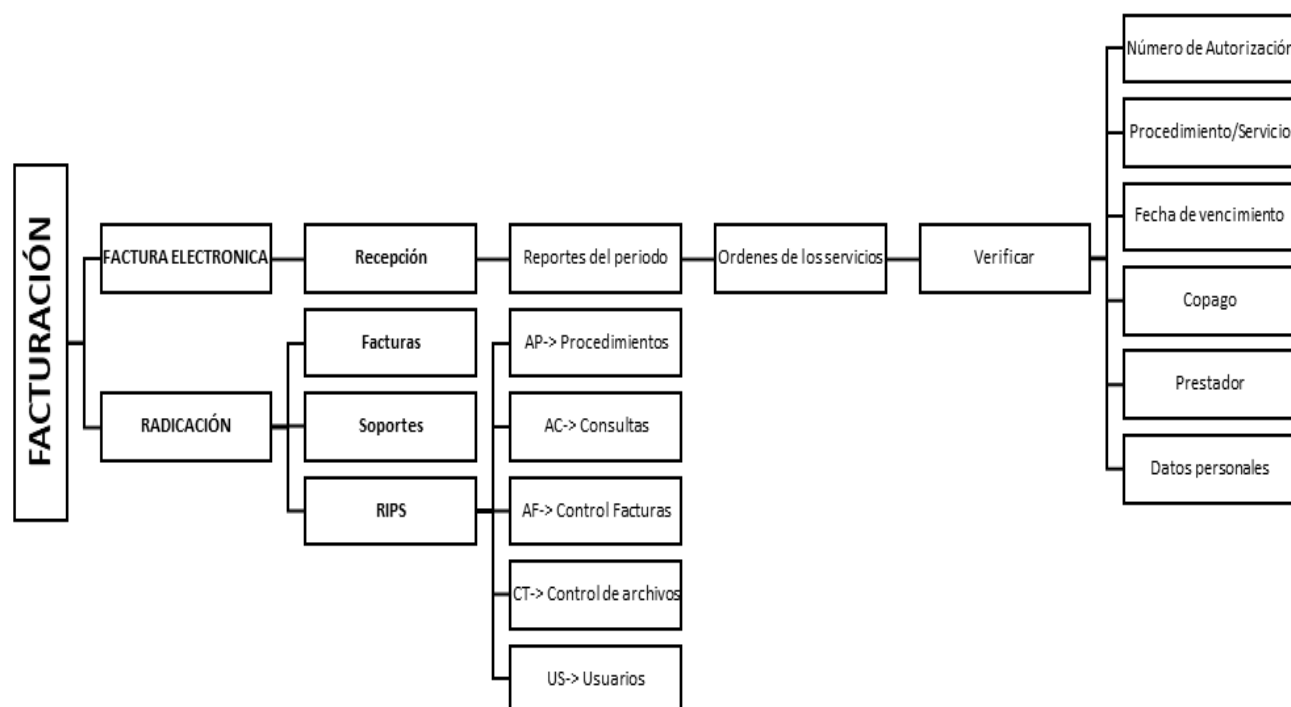 FACTURACIÓN
FACTURA ELECTRONICA
Recepción
Reportes del periodo
Ordenes de los servicios
Verificar
Número de Autorización
Procedimiento/Servicio
Fecha de vencimiento
Copago
Prestador
Datos personales
RADICACIÓN
Facturas
Soportes
RIPS
AP-> Procedimientos
AC-> Consultas
AF-> Control Facturas
CT-> Control de archivos
US-> Usuarios